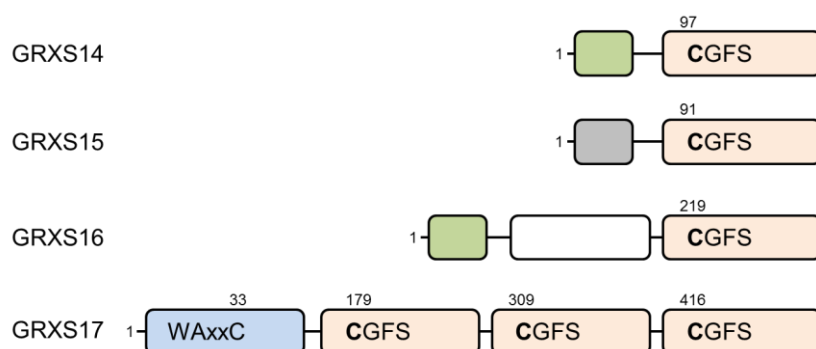 97
GRXS14 1 CGFS
91
GRXS15 1 CGFS
219
GRXS16 1 CGFS
33 179 309 416
GRXS17 1 WAxxC CGFS CGFS CGFS